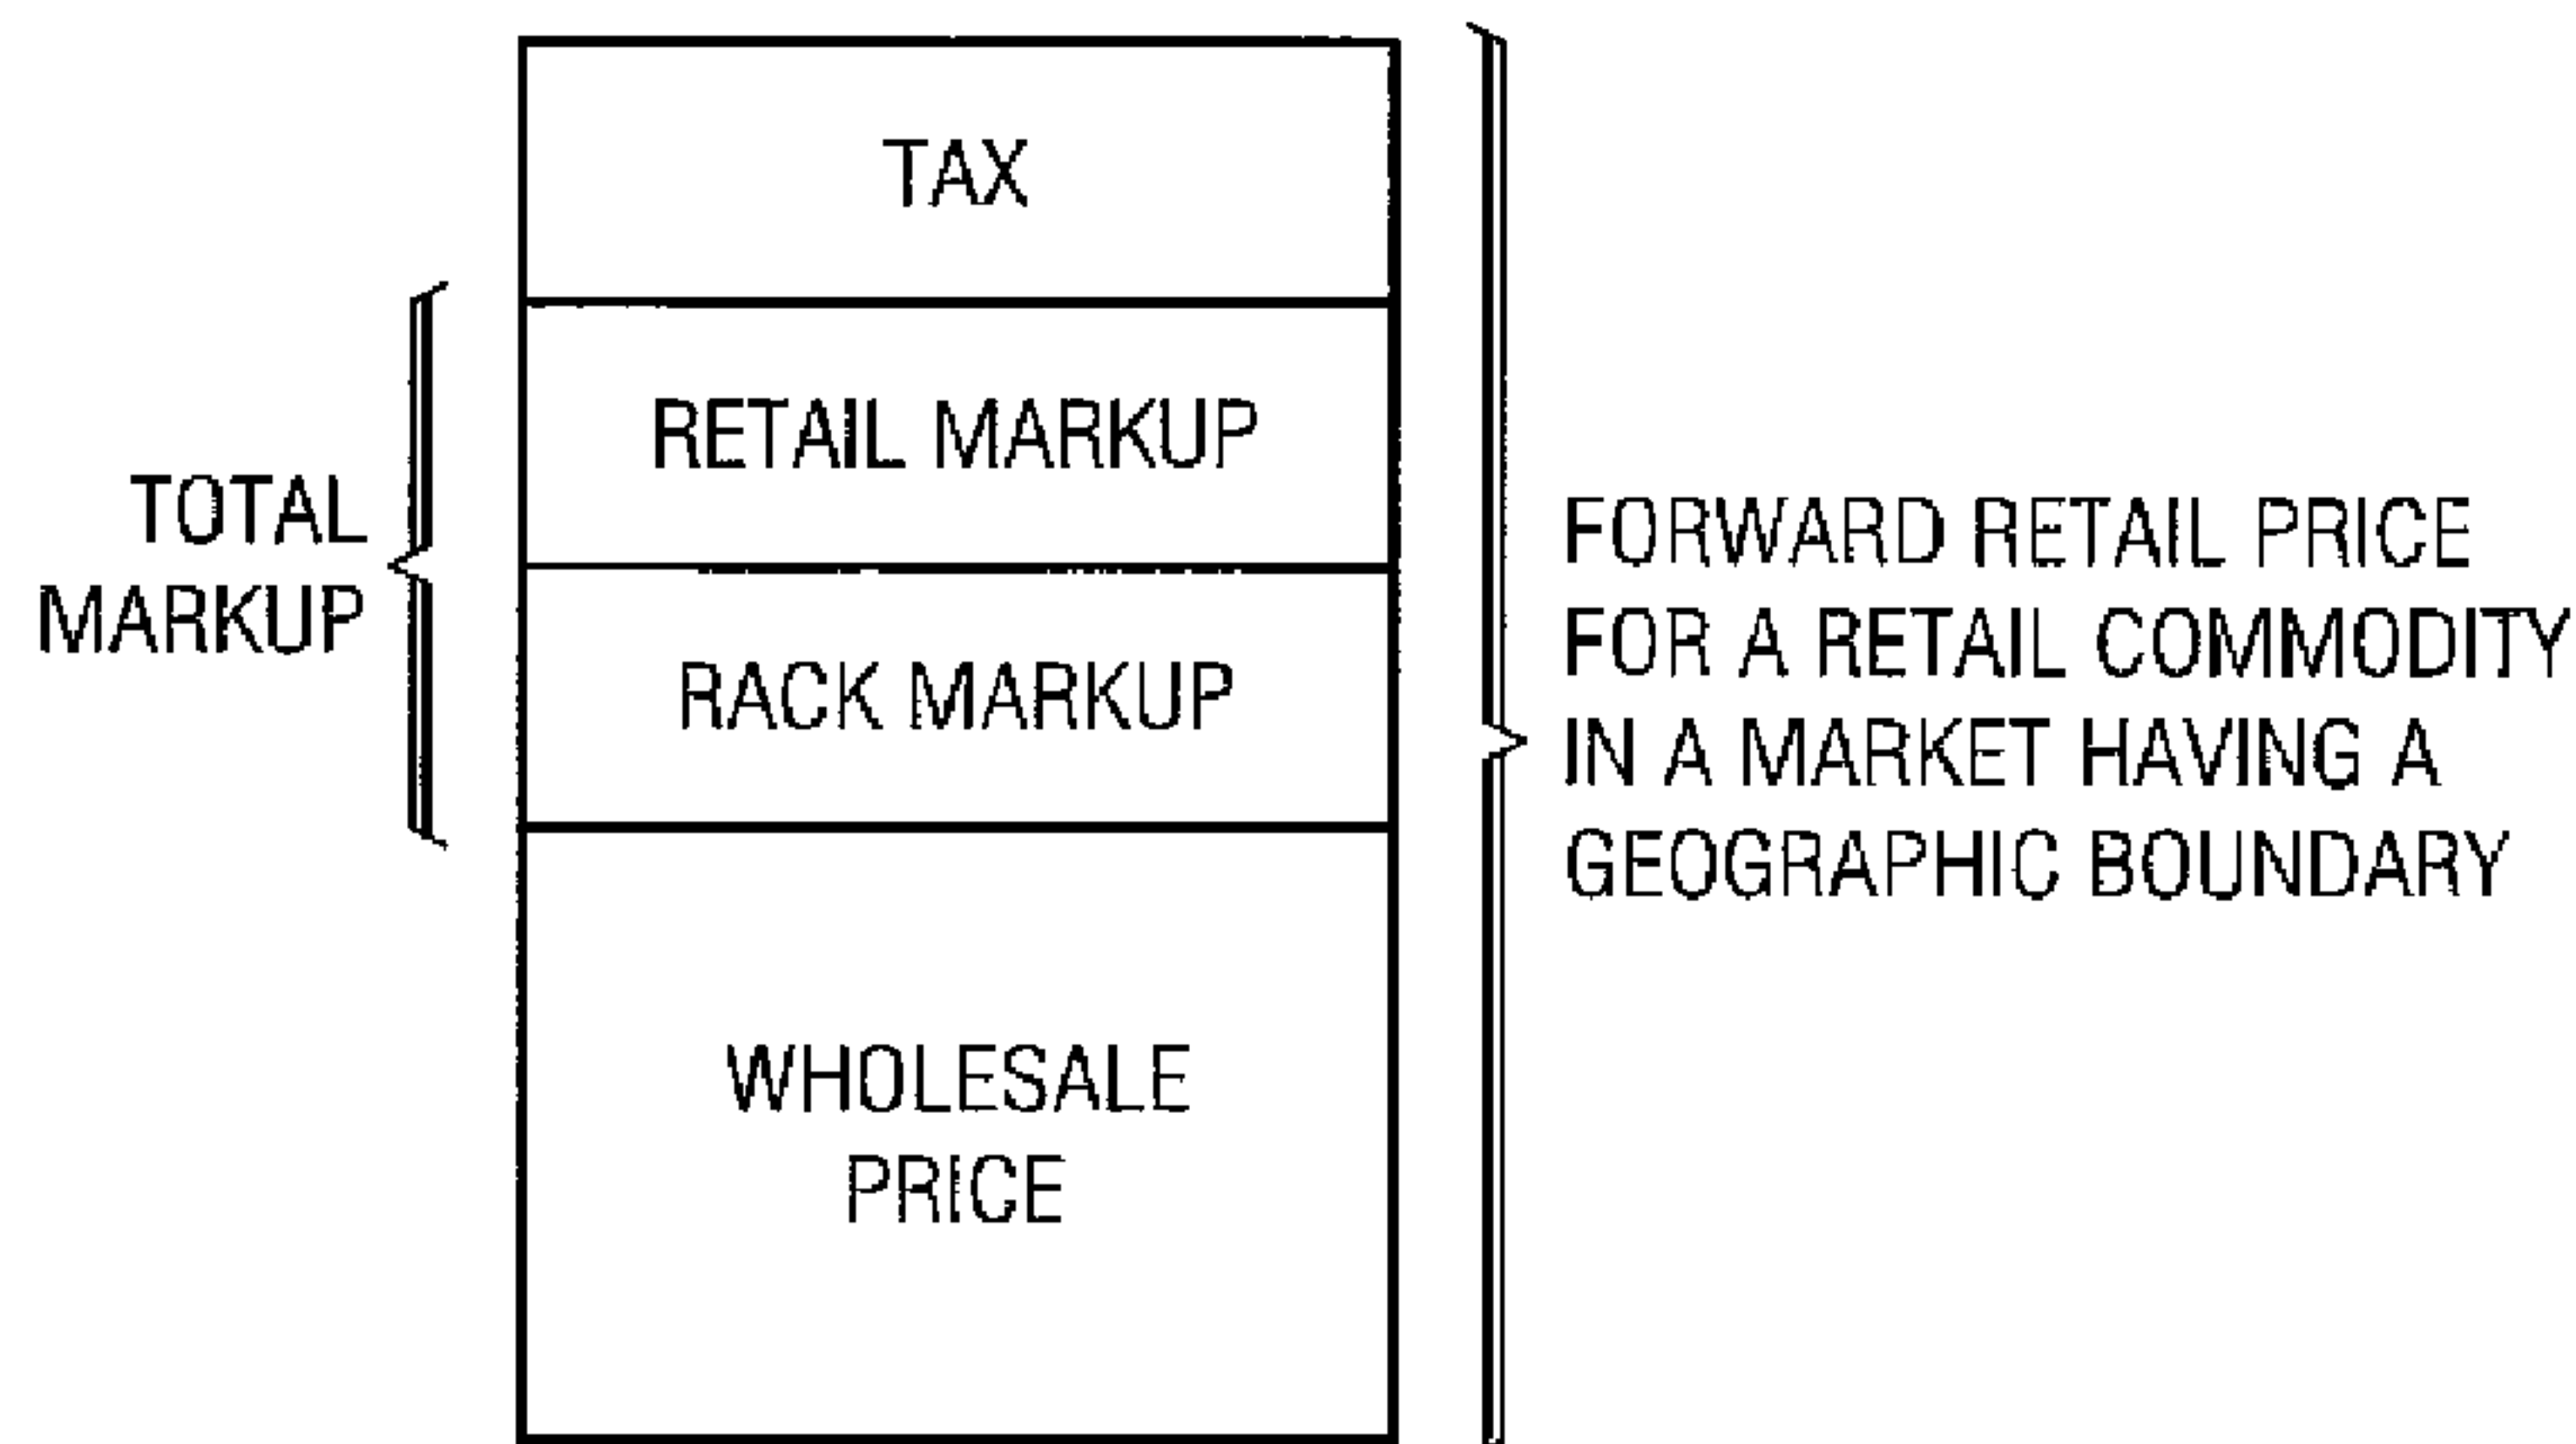 TAX
RETAIL MARKUP
TOTAL
MARKUP
RACK MARKUP
WHOLESALE
PRICE
FORWARD RETAIL PRICE
FOR A RETAIL COMMODITY
IN A MARKET HAVING A
GEOGRAPHIC BOUNDARY